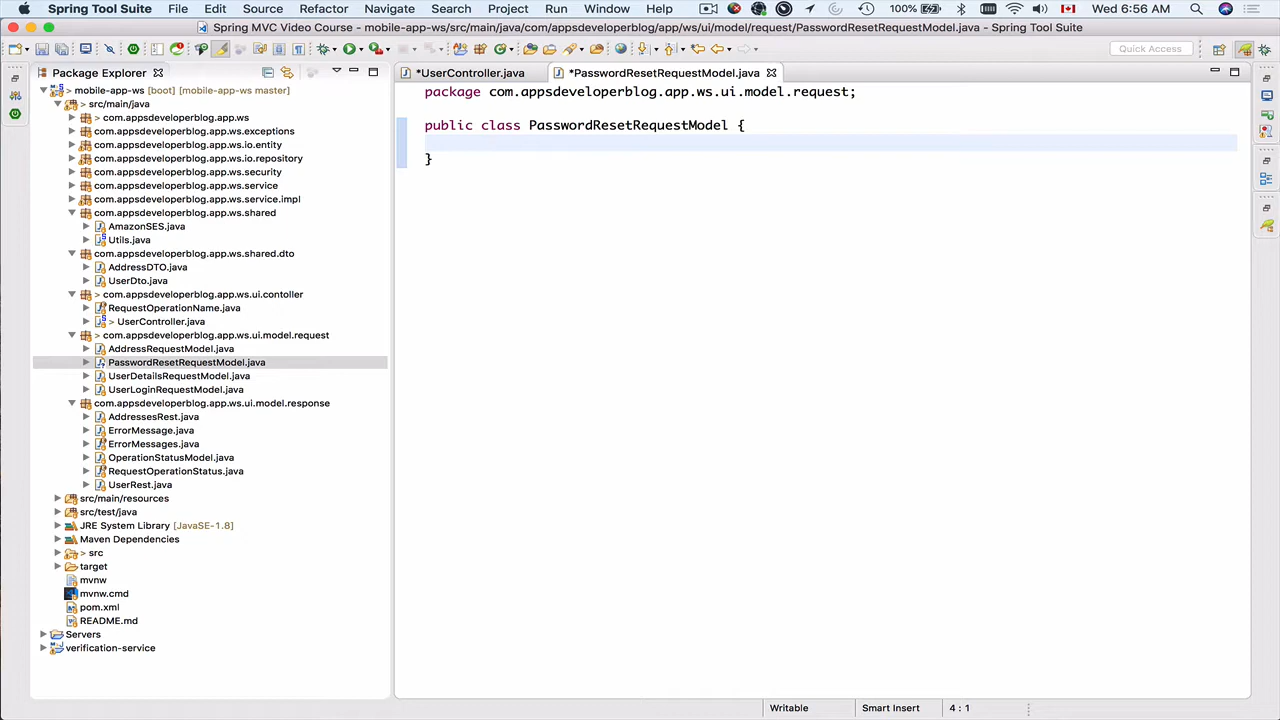 Spring Tool Suite File Edit Source Refactor Navigate Search Project Run Window Help 100% Wed 6:56 AM
Spring MVC Video Course - mobile-app-ws/src/main/java/com/appsdeveloperblog/app/ws/ui/model/request/PasswordResetRequestModel.java - Spring Tool Suite
Quick Access
Package Explorer
*UserController.java
*PasswordResetRequestModel.java
> mobile-app-ws [boot] [mobile-app-ws master]
> src/main/java
> com.appsdeveloperblog.app.ws
com.appsdeveloperblog.app.ws.exceptions
com.appsdeveloperblog.app.ws.io.entity
com.appsdeveloperblog.app.ws.io.repository
com.appsdeveloperblog.app.ws.security
com.appsdeveloperblog.app.ws.service
com.appsdeveloperblog.app.ws.service.impl
com.appsdeveloperblog.app.ws.shared
AmazonSES.java
Utils.java
com.appsdeveloperblog.app.ws.shared.dto
AddressDTO.java
UserDto.java
> com.appsdeveloperblog.app.ws.ui.contoller
RequestOperationName.java
> UserController.java
> com.appsdeveloperblog.app.ws.ui.model.request
AddressRequestModel.java
PasswordResetRequestModel.java
UserDetailsRequestModel.java
UserLoginRequestModel.java
com.appsdeveloperblog.app.ws.ui.model.response
AddressesRest.java
ErrorMessage.java
ErrorMessages.java
OperationStatusModel.java
RequestOperationStatus.java
UserRest.java
src/main/resources
src/test/java
JRE System Library [JavaSE-1.8]
Maven Dependencies
> src
target
mvnw
mvnw.cmd
pom.xml
README.md
Servers
verification-service
package com.appsdeveloperblog.app.ws.ui.model.request;
public class PasswordResetRequestModel {
}
Writable
Smart Insert
4 : 1